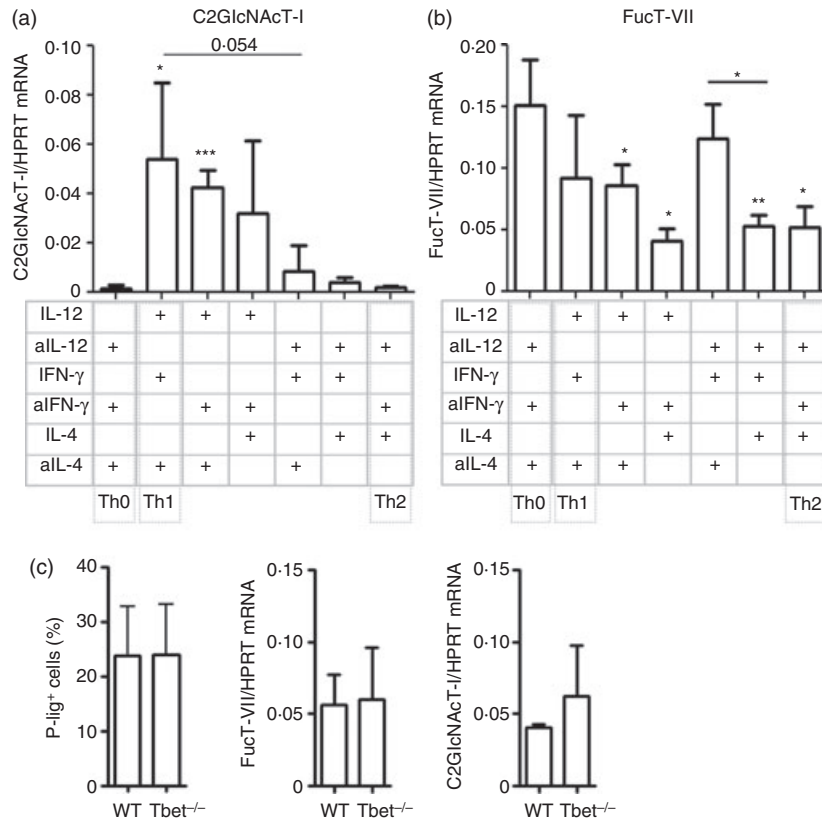 (a)
C2GlcNAcT-I
C2GlcNAcT-I/HPRT mRNA
0·10
0·08
0·06
0·04
0·02
0
*
***
0·054
IL-12 + + +
aIL-12 + + + +
IFN-γ + + +
aIFN-γ + + + +
IL-4 + + +
aIL-4 + + + +
Th0 Th1 Th2
(b)
FucT-VII
FucT-VII/HPRT mRNA
0·20
0·15
0·10
0·05
0
*
*
*
**
*
IL-12 + + +
aIL-12 + + + +
IFN-γ + + +
aIFN-γ + + + +
IL-4 + + +
aIL-4 + + + +
Th0 Th1 Th2
(c)
P-lig⁺ cells (%)
40
30
20
10
0
WT Tbet⁻/⁻
FucT-VII/HPRT mRNA
0·15
0·10
0·05
0
WT Tbet⁻/⁻
C2GlcNAcT-I/HPRT mRNA
0·15
0·10
0·05
0
WT Tbet⁻/⁻